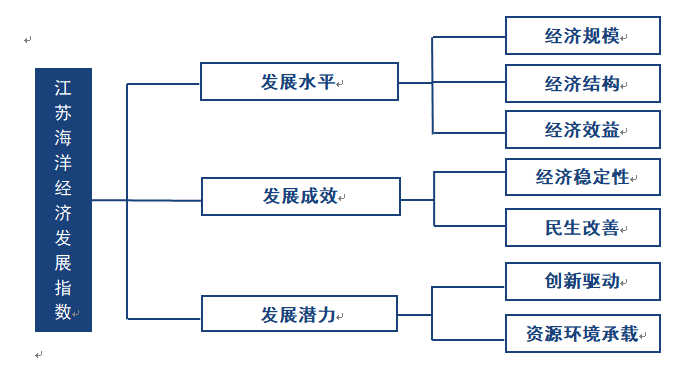 江苏海洋经济发展指数
发展水平
经济规模
经济结构
经济效益
发展成效
经济稳定性
民生改善
发展潜力
创新驱动
资源环境承载